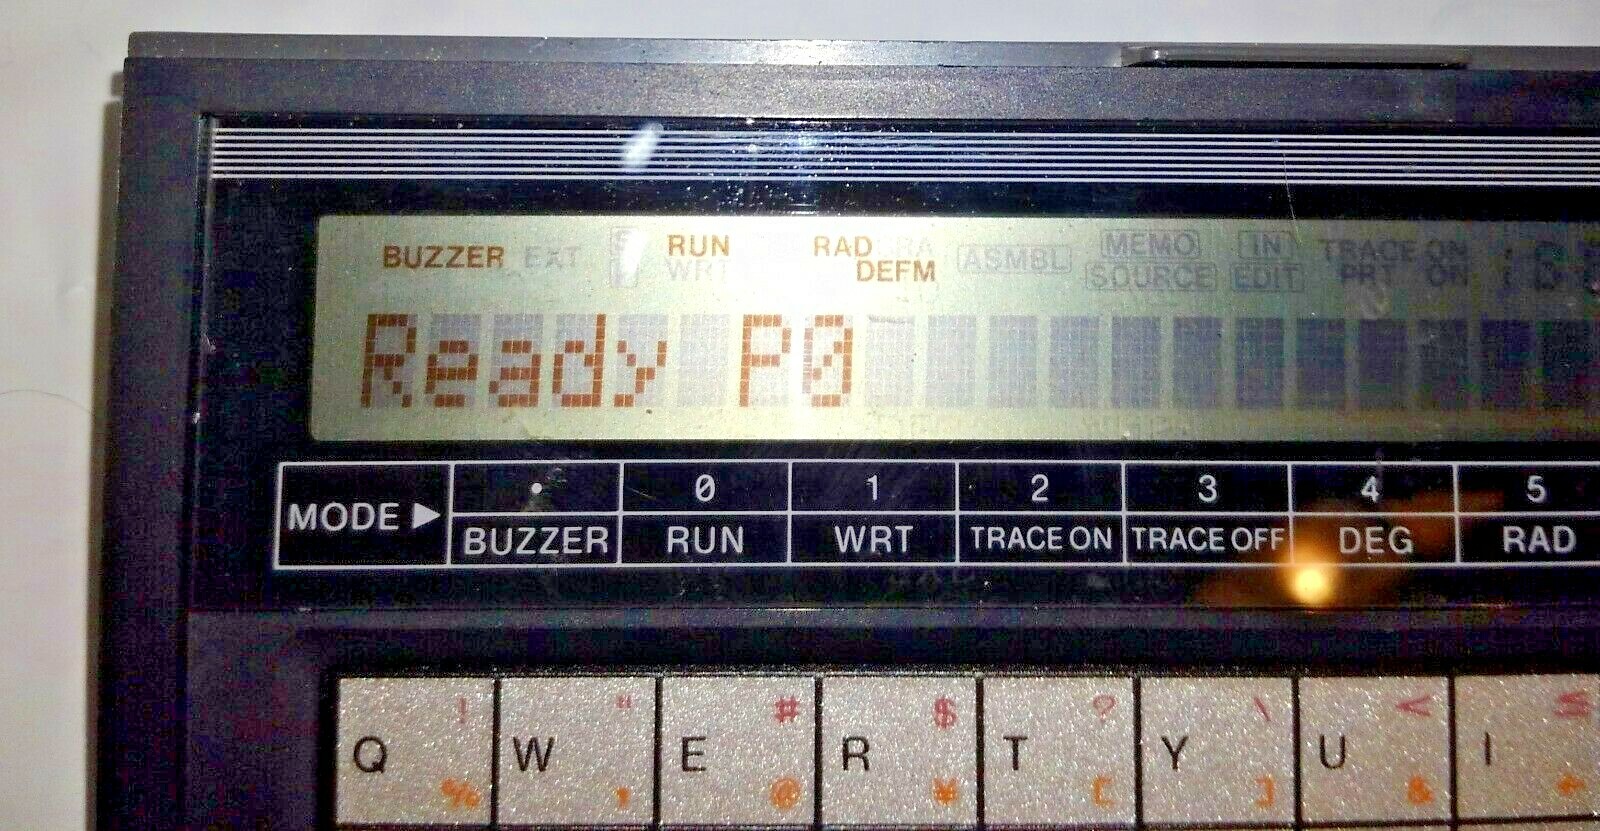 BUZZER EXT S RUN RAD ASMBL MEMO IN TRACE ON
WRT DEFM SOURCE EDIT PRT ON
Ready P0
MODE ▶ • 0 1 2 3 4 5
BUZZER RUN WRT TRACE ON TRACE OFF DEG RAD
! " # $ ? \ < ≤
Q W E R T Y U I
% , @ ¥ [ ] &